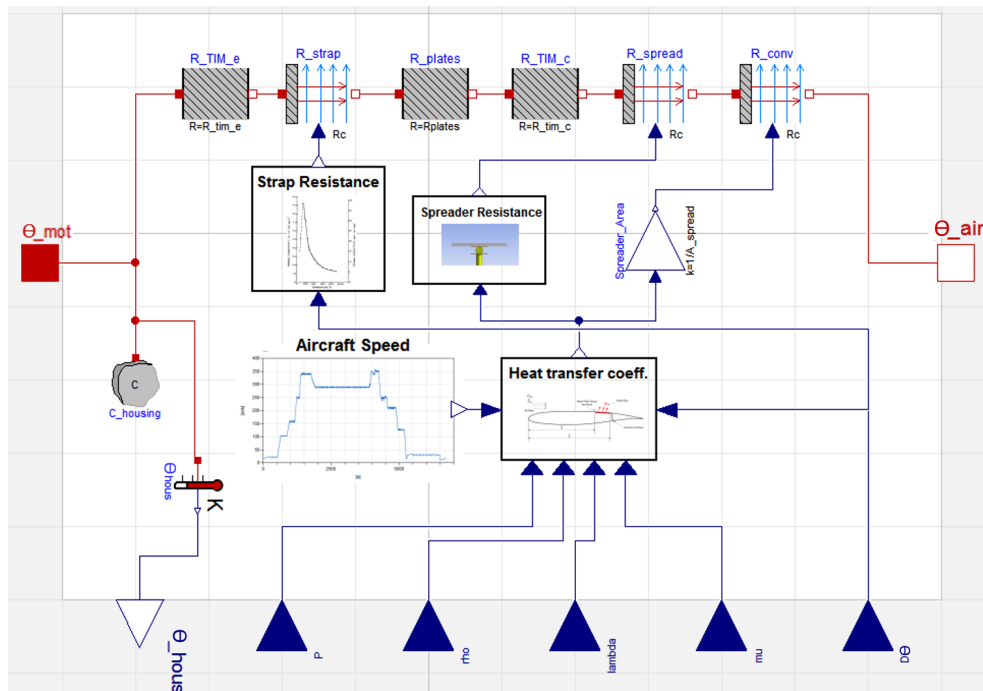 R_TIM_e
R_strap
R_plates
R_TIM_c
R_spread
R_conv
R=R_tim_e
Rc
R=Rplates
R=R_tim_c
Rc
Rc
Strap Resistance
Spreader Resistance
Spreader_Area
k=1/A_spread
Θ_mot
Θ_air
Aircraft Speed
Heat transfer coeff.
C
C_housing
Θhous
K
Θ_hous
P
rho
lambda
mu
DΘ